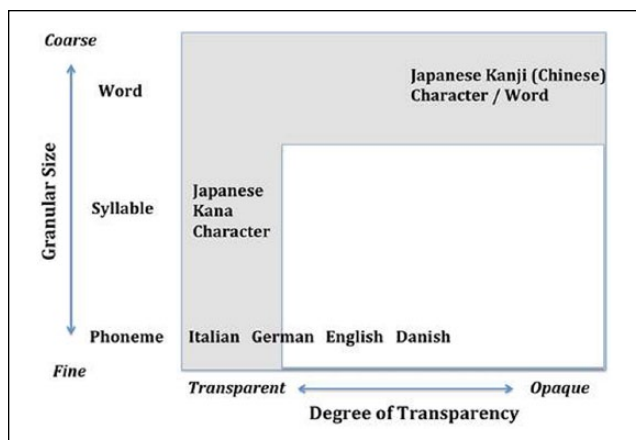 Coarse
Word
Japanese Kanji (Chinese)
Character / Word
Granular Size
Syllable
Japanese
Kana
Character
Phoneme
Italian German English Danish
Fine
Transparent Opaque
Degree of Transparency